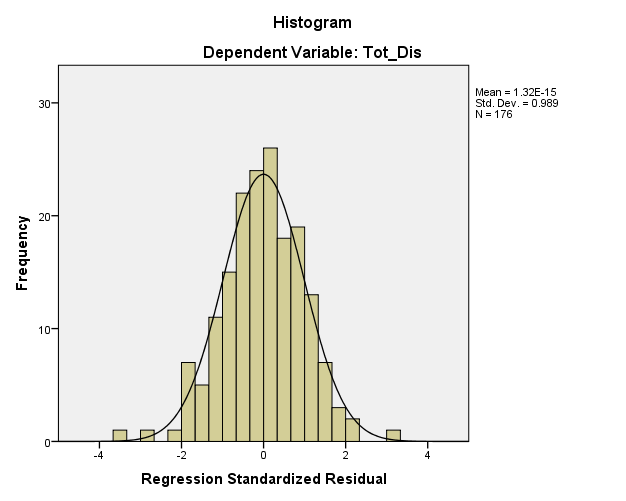 Histogram
Dependent Variable: Tot_Dis
Mean = 1.32E-15
Std. Dev. = 0.989
N = 176
30
20
10
0
Frequency
-4 -2 0 2 4
Regression Standardized Residual